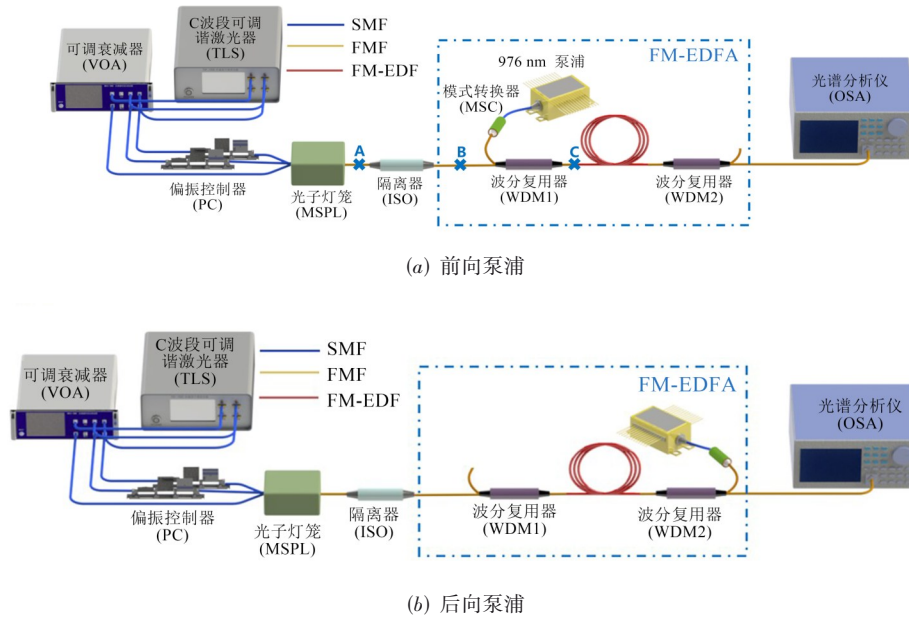 可调衰减器
(VOA)
C波段可调
谐激光器
(TLS)
SMF
FMF
FM-EDF
偏振控制器
(PC)
光子灯笼
(MSPL)
A
隔离器
(ISO)
B
FM-EDFA
976 nm 泵浦
模式转换器
(MSC)
C
波分复用器
(WDM1)
波分复用器
(WDM2)
光谱分析仪
(OSA)
(a) 前向泵浦
可调衰减器
(VOA)
C波段可调
谐激光器
(TLS)
SMF
FMF
FM-EDF
偏振控制器
(PC)
光子灯笼
(MSPL)
隔离器
(ISO)
FM-EDFA
波分复用器
(WDM1)
波分复用器
(WDM2)
光谱分析仪
(OSA)
(b) 后向泵浦